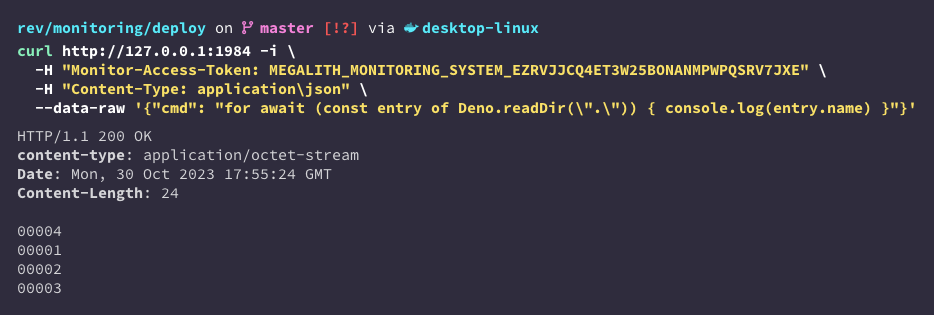 rev/monitoring/deploy on master [!?] via desktop-linux
curl http://127.0.0.1:1984 -i \
-H "Monitor-Access-Token: MEGALITH_MONITORING_SYSTEM_EZRVJJCQ4ET3W25BONANMPWPQSRV7JXE" \
-H "Content-Type: application\json" \
--data-raw '{"cmd": "for await (const entry of Deno.readDir(\".\")) { console.log(entry.name) }"}'
HTTP/1.1 200 OK
content-type: application/octet-stream
Date: Mon, 30 Oct 2023 17:55:24 GMT
Content-Length: 24
00004
00001
00002
00003